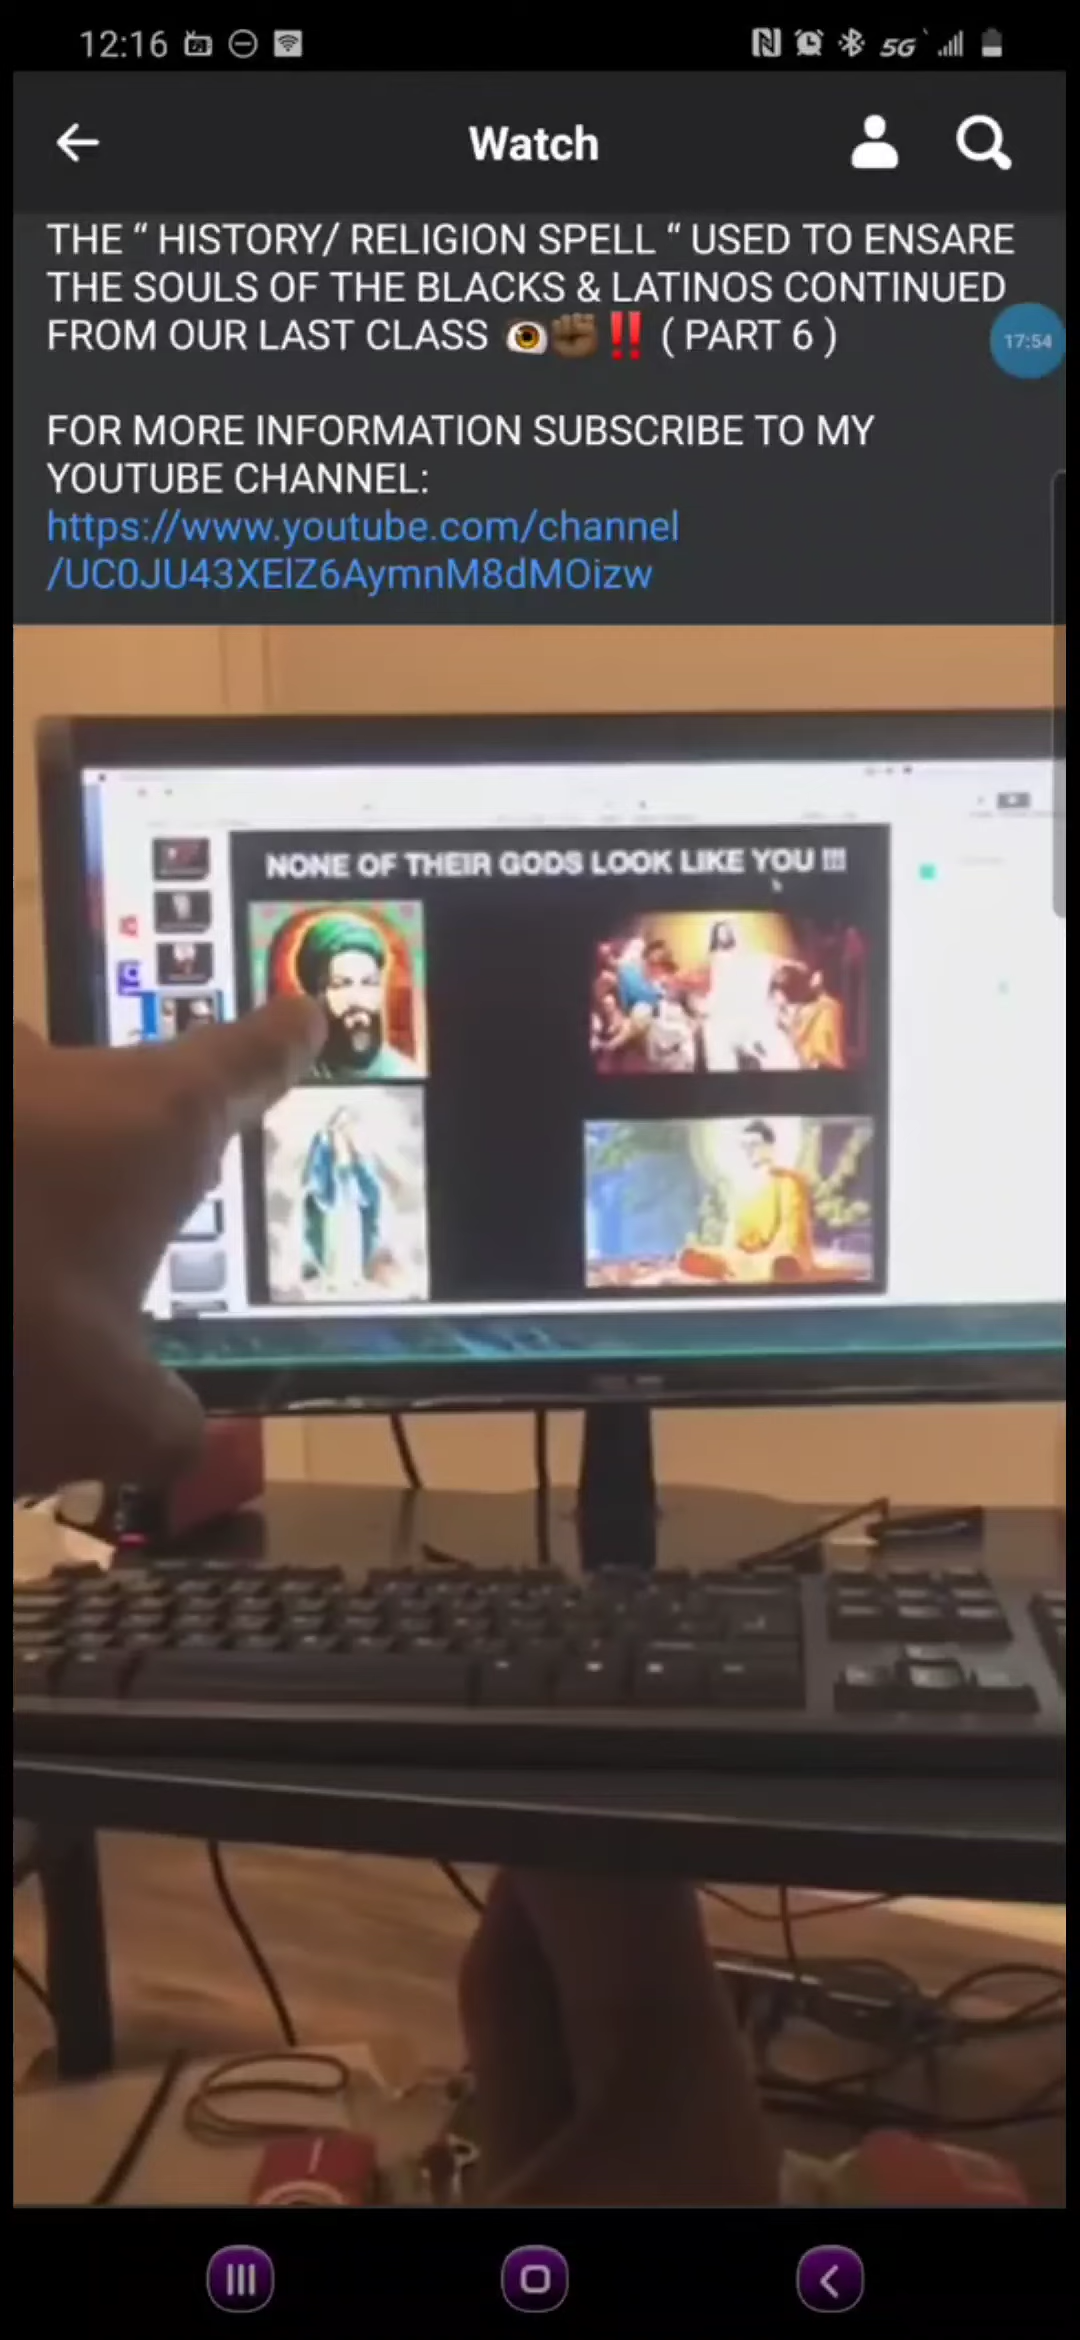 12:16
5G
Watch
THE “ HISTORY/ RELIGION SPELL “ USED TO ENSARE
THE SOULS OF THE BLACKS & LATINOS CONTINUED
FROM OUR LAST CLASS 👁️✊🏾‼️ ( PART 6 )
17:54
FOR MORE INFORMATION SUBSCRIBE TO MY
YOUTUBE CHANNEL:
https://www.youtube.com/channel
/UC0JU43XElZ6AymnM8dMOizw
NONE OF THEIR GODS LOOK LIKE YOU !!!